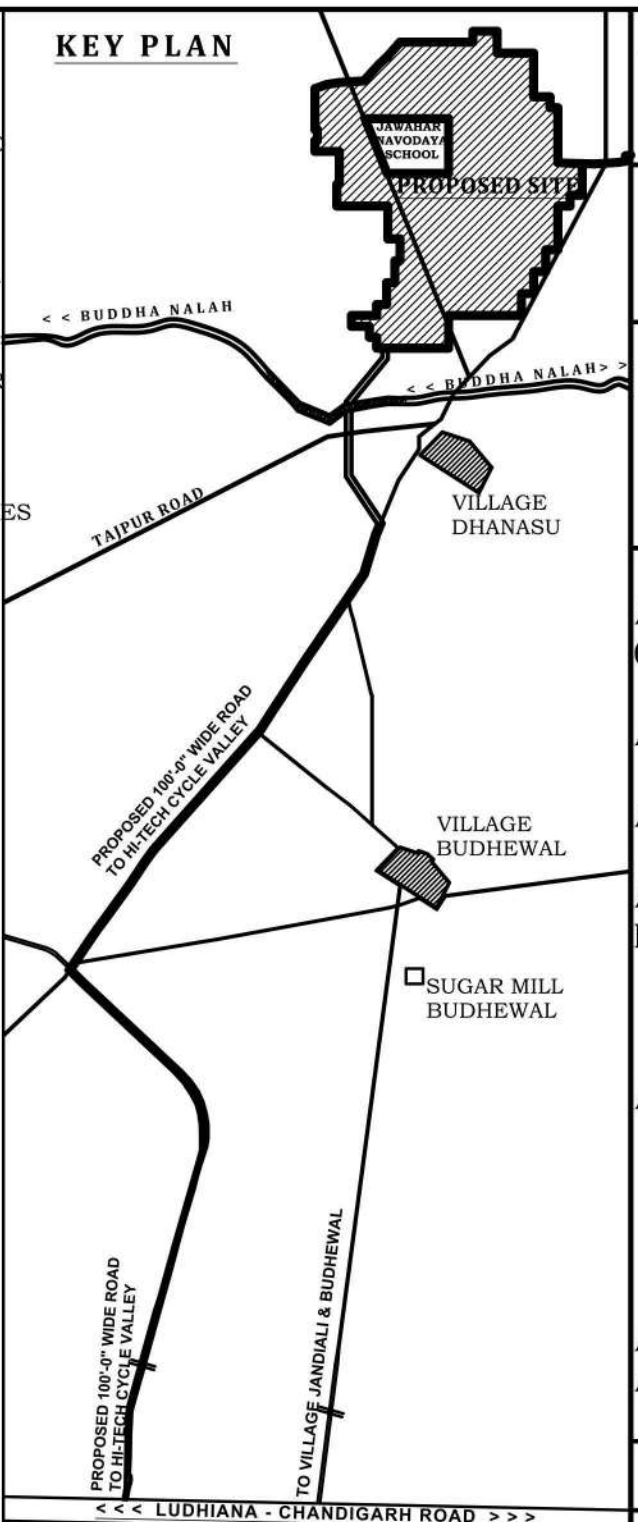 KEY PLAN
JAWAHAR
NAVODAYA
SCHOOL
PROPOSED SITE
< < BUDDHA NALAH
< < BUDDHA NALAH > >
ES
TAJPUR ROAD
VILLAGE
DHANASU
PROPOSED 100'-0" WIDE ROAD
TO HI-TECH CYCLE VALLEY
VILLAGE
BUDHEWAL
SUGAR MILL
BUDHEWAL
PROPOSED 100'-0" WIDE ROAD
TO HI-TECH CYCLE VALLEY
TO VILLAGE JANDIALI & BUDHEWAL
< < < LUDHIANA - CHANDIGARH ROAD > > >